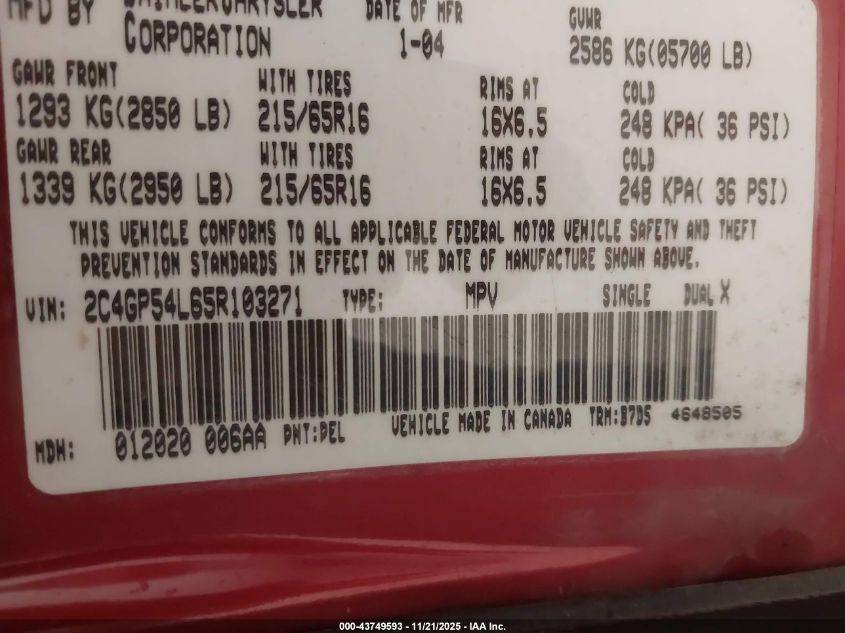 MFD BY DAIMLERCHRYSLER CORPORATION DATE OF MFR 1-04 GVWR 2586 KG(05700 LB)
GAWR FRONT WITH TIRES RIMS AT COLD
1293 KG(2850 LB) 215/65R16 16X6.5 248 KPA( 36 PSI)
GAWR REAR WITH TIRES RIMS AT COLD
1339 KG(2950 LB) 215/65R16 16X6.5 248 KPA( 36 PSI)
THIS VEHICLE CONFORMS TO ALL APPLICABLE FEDERAL MOTOR VEHICLE SAFETY AND THEFT
PREVENTION STANDARDS IN EFFECT ON THE DATE OF MANUFACTURE SHOWN ABOVE.
VIN: 2C4GP54L65R103271 TYPE: MPV SINGLE DUAL X
MDH: 012020 006AA PNT:PEL VEHICLE MADE IN CANADA TRM:B7D5 4648505
000-43749593 - 11/21/2025 - IAA Inc.